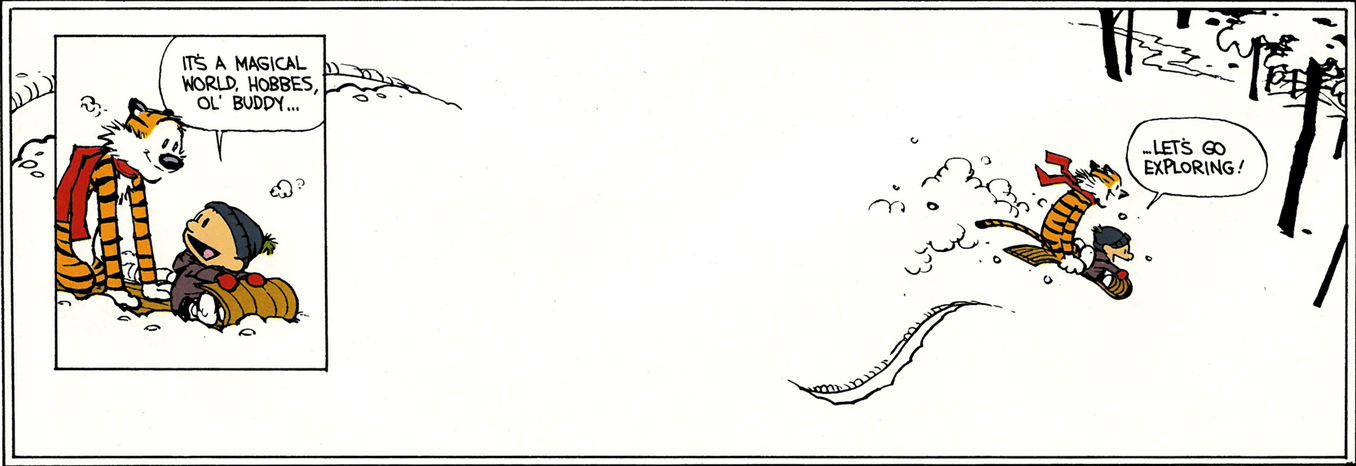 IT'S A MAGICAL
WORLD, HOBBES,
OL' BUDDY...
...LET'S GO
EXPLORING!